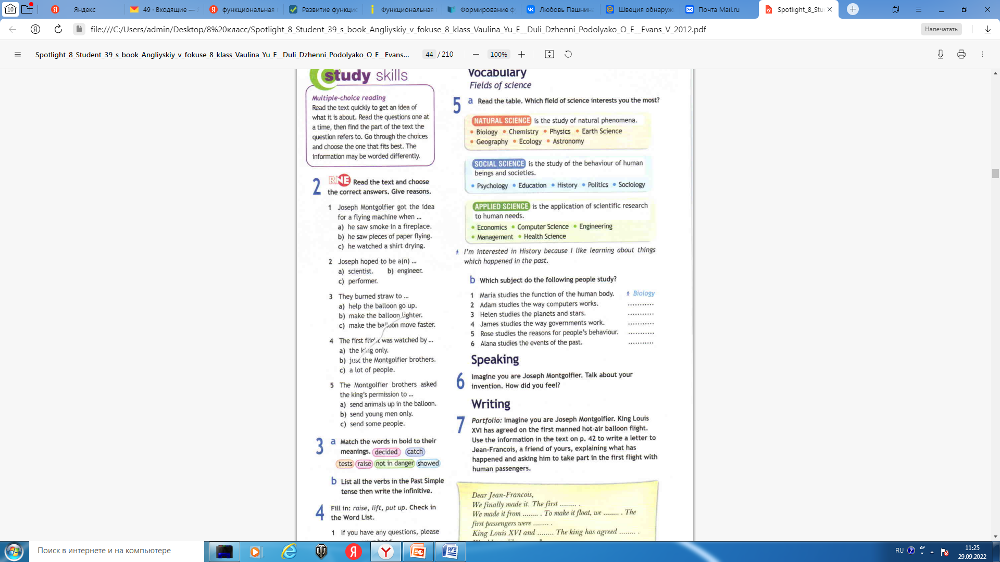 10
Яндекс
49 · Входящие —
функциональная
Развитие функци
Функциональная
Формирование ф
Любовь Пашнин
Швеция обнаруж
Почта Mail.ru
Spotlight_8_Stu
file:///C:/Users/admin/Desktop/8%20класс/Spotlight_8_Student_39_s_book_Angliyskiy_v_fokuse_8_klass_Vaulina_Yu_E__Duli_Dzhenni_Podolyako_O_E__Evans_V_2012.pdf
Напечатать
Spotlight_8_Student_39_s_book_Angliyskiy_v_fokuse_8_klass_Vaulina_Yu_E__Duli_Dzhenni_Podolyako_O_E__Evans...
44 / 210
100%
study skills
Multiple-choice reading
Read the text quickly to get an idea of
what it is about. Read the questions one at
a time, then find the part of the text the
question refers to. Go through the choices
and choose the one that fits best. The
information may be worded differently.
2 RNE Read the text and choose
the correct answers. Give reasons.
1 Joseph Montgolfier got the idea
for a flying machine when ...
a) he saw smoke in a fireplace.
b) he saw pieces of paper flying.
c) he watched a shirt drying.
2 Joseph hoped to be a(n) ...
a) scientist. b) engineer.
c) performer.
3 They burned straw to ...
a) help the balloon go up.
b) make the balloon lighter.
c) make the balloon move faster.
4 The first flight was watched by ...
a) the king only.
b) just the Montgolfier brothers.
c) a lot of people.
5 The Montgolfier brothers asked
the king's permission to ...
a) send animals up in the balloon.
b) send young men only.
c) send some people.
3 a Match the words in bold to their
meanings. decided catch
tests raise not in danger showed
b List all the verbs in the Past Simple
tense then write the infinitive.
4 Fill in: raise, lift, put up. Check in
the Word List.
1 If you have any questions, please
Vocabulary
Fields of science
5 a Read the table. Which field of science interests you the most?
NATURAL SCIENCE is the study of natural phenomena.
• Biology • Chemistry • Physics • Earth Science
• Geography • Ecology • Astronomy
SOCIAL SCIENCE is the study of the behaviour of human
beings and societies.
• Psychology • Education • History • Politics • Sociology
APPLIED SCIENCE is the application of scientific research
to human needs.
• Economics • Computer Science • Engineering
• Management • Health Science
I'm interested in History because I like learning about things
which happened in the past.
b Which subject do the following people study?
1 Maria studies the function of the human body. Biology
2 Adam studies the way computers works. ...........
3 Helen studies the planets and stars. ...........
4 James studies the way governments work. ...........
5 Rose studies the reasons for people's behaviour. ...........
6 Alana studies the events of the past. ...........
Speaking
6 Imagine you are Joseph Montgolfier. Talk about your
invention. How did you feel?
Writing
7 Portfolio: Imagine you are Joseph Montgolfier. King Louis
XVI has agreed on the first manned hot-air balloon flight.
Use the information in the text on p. 42 to write a letter to
Jean-Francois, a friend of yours, explaining what has
happened and asking him to take part in the first flight with
human passengers.
Dear Jean-Francois,
We finally made it. The first ........ .
We made it from ........ . To make it float, we ........ . The
first passengers were ........ .
King Louis XVI and ........ The king has agreed ........ .
Поиск в интернете и на компьютере
RU
11:25
29.09.2022